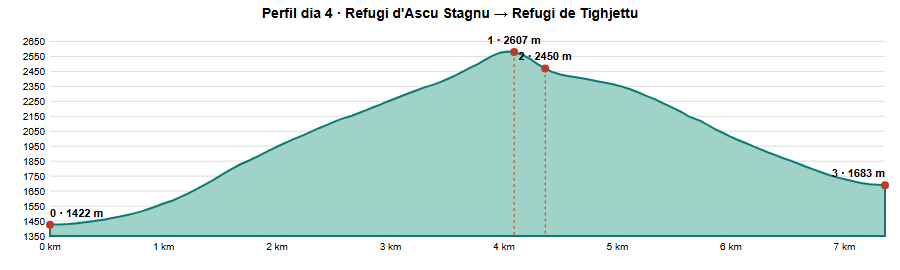 Perfil dia 4 · Refugi d'Ascu Stagnu → Refugi de Tighjettu
2650
2550
2450
2350
2250
2150
2050
1950
1850
1750
1650
1550
1450
1350
1 · 2607 m
2 · 2450 m
3 · 1683 m
0 · 1422 m
0 km
1 km
2 km
3 km
4 km
5 km
6 km
7 km